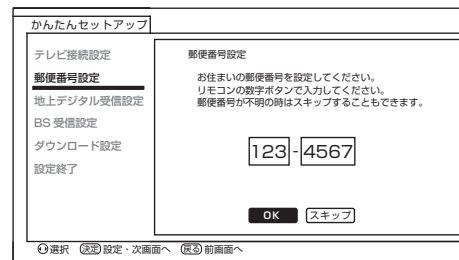 かんたんセットアップ
テレビ接続設定
郵便番号設定
地上デジタル受信設定
BS 受信設定
ダウンロード設定
設定終了
郵便番号設定
お住まいの郵便番号を設定してください。
リモコンの数字ボタンで入力してください。
郵便番号が不明の時はスキップすることもできます。
123-4567
OK スキップ
選択 決定 設定・次画面へ 戻る 前画面へ